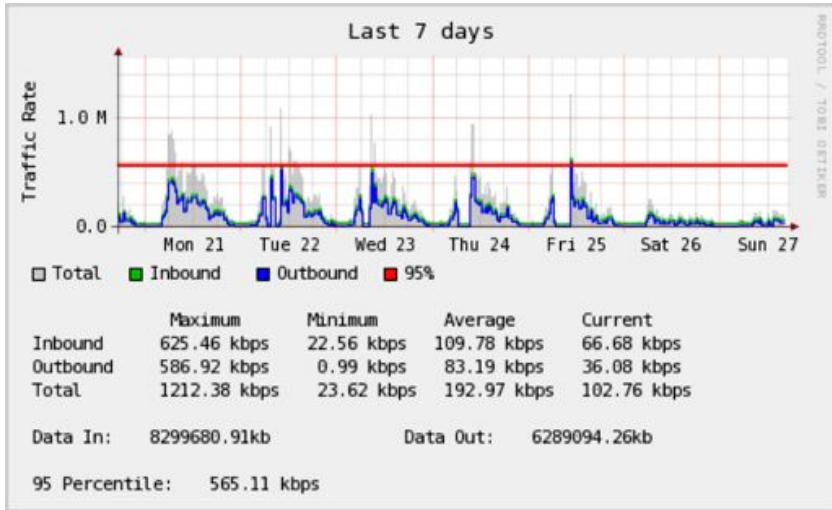 Last 7 days
RRDTOOL / TOBI OETIKER
Traffic Rate
1.0 M
0.0
Mon 21 Tue 22 Wed 23 Thu 24 Fri 25 Sat 26 Sun 27
Total Inbound Outbound 95%
Maximum Minimum Average Current
Inbound 625.46 kbps 22.56 kbps 109.78 kbps 66.68 kbps
Outbound 586.92 kbps 0.99 kbps 83.19 kbps 36.08 kbps
Total 1212.38 kbps 23.62 kbps 192.97 kbps 102.76 kbps
Data In: 8299680.91kb Data Out: 6289094.26kb
95 Percentile: 565.11 kbps